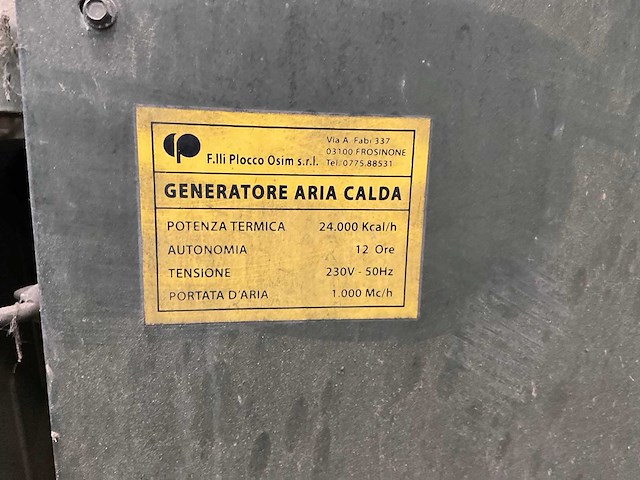 F.lli Plocco Osim s.r.l.
Via A. Fabi 337
03100 FROSINONE
Tel. 0775.88531
GENERATORE ARIA CALDA
POTENZA TERMICA 24.000 Kcal/h
AUTONOMIA 12 Ore
TENSIONE 230V - 50Hz
PORTATA D'ARIA 1.000 Mc/h